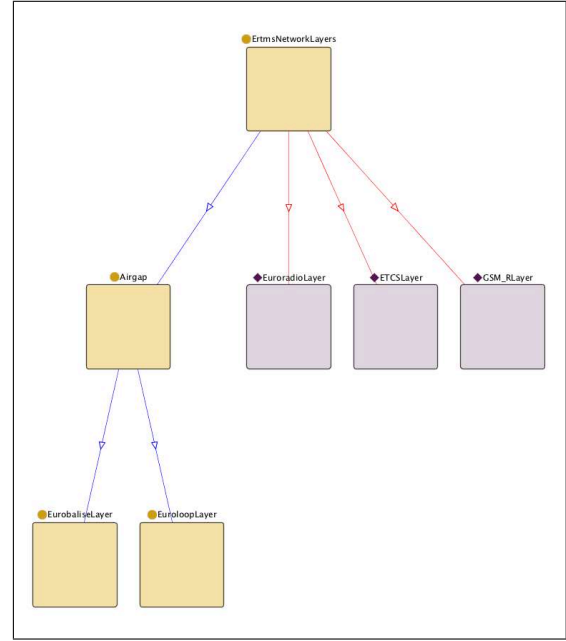 ErtmsNetworkLayers
Airgap
EuroradioLayer
ETCSLayer
GSM_RLayer
EurobaliseLayer
EuroloopLayer